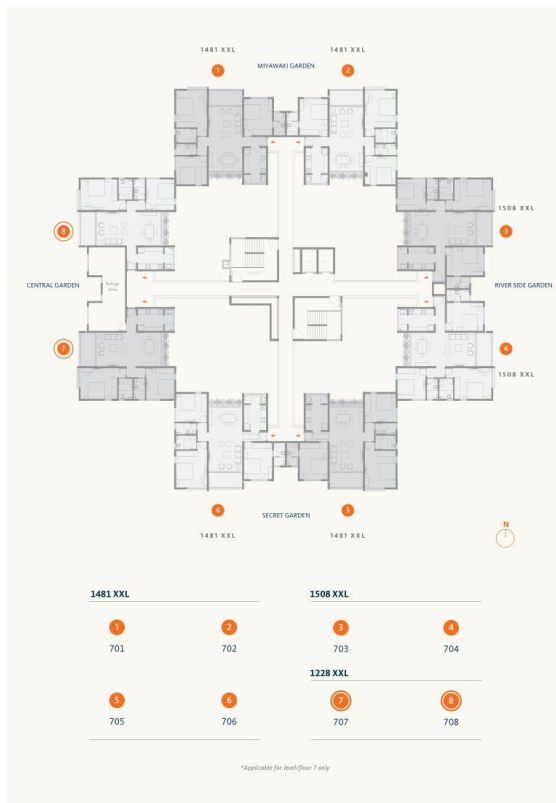 1481 XXL 1481 XXL
1 MIYAWAKI GARDEN 2
1508 XXL
8 3
CENTRAL GARDEN Refuge Area RIVER SIDE GARDEN
7 4
1508 XXL
6 SECRET GARDEN 5
1481 XXL 1481 XXL
N
1481 XXL 1508 XXL
1 2 3 4
701 702 703 704
1228 XXL
5 6 7 8
705 706 707 708
*Applicable for level/floor 7 only